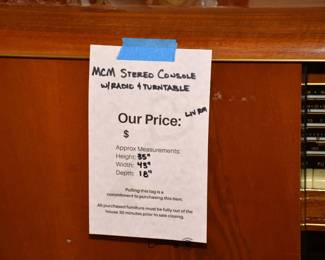 MCM STEREO CONSOLE
W/RADIO & TURNTABLE
LIV RM
Our Price:
$
Approx Measurements:
Height: 35"
Width: 43"
Depth: 18"
Pulling this tag is a
commitment to purchasing this item.
All purchased furniture must be fully out of the
house 30 minutes prior to sale closing.